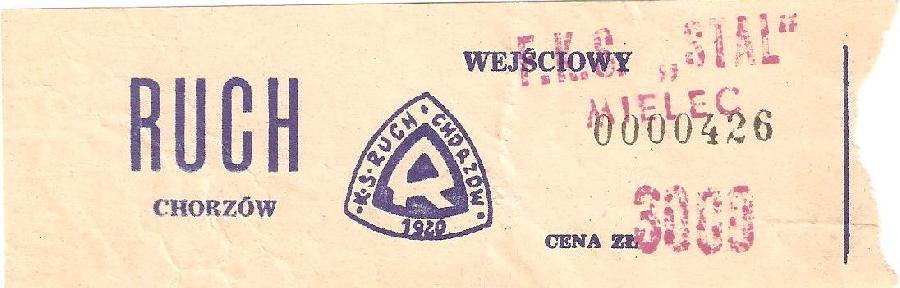 RUCH
CHORZÓW
K.S. RUCH · CHORZÓW
R
1920
WEJŚCIOWY
F.K.S. „STAL"
MIELEC
0000426
CENA ZŁ 3000